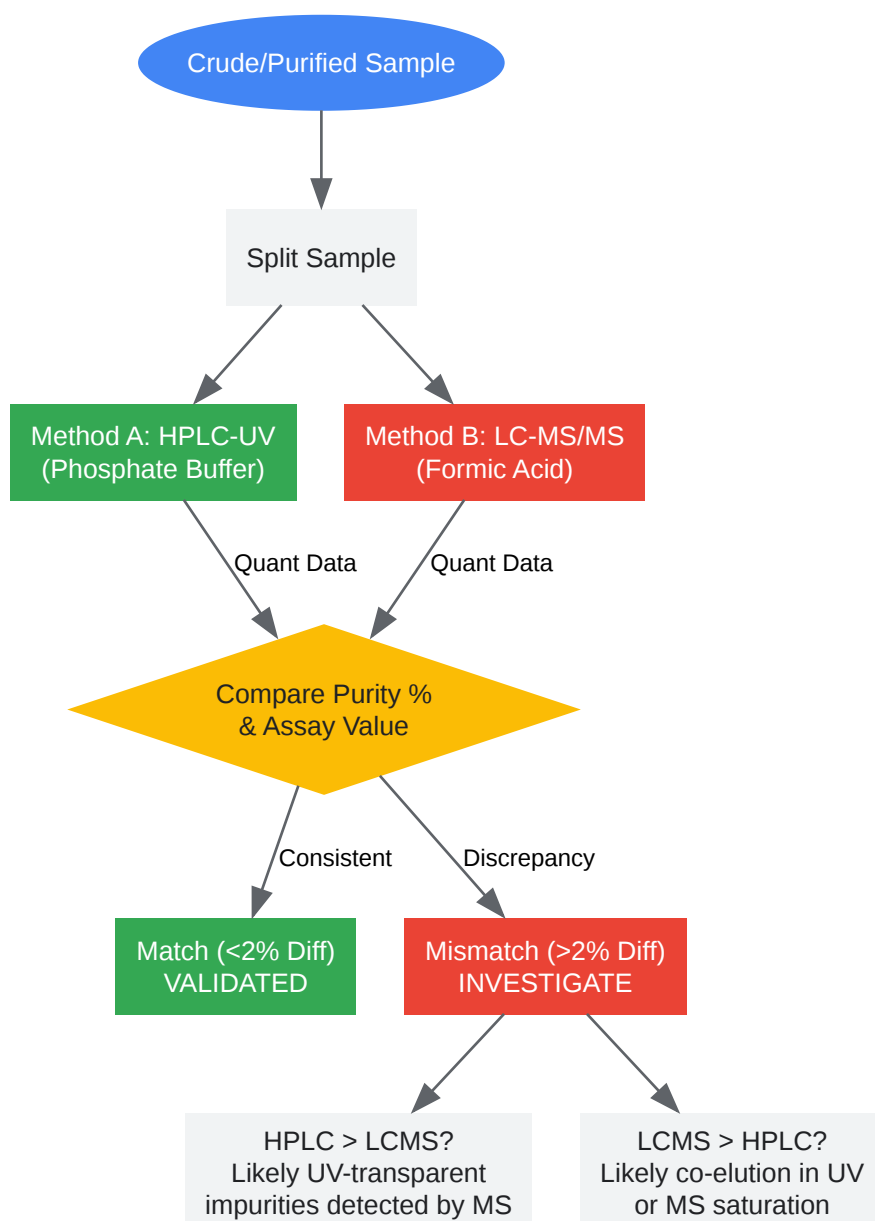 Crude/Purified Sample
Split Sample
Method A: HPLC-UV
(Phosphate Buffer)
Method B: LC-MS/MS
(Formic Acid)
Quant Data
Quant Data
Compare Purity %
& Assay Value
Consistent
Discrepancy
Match (<2% Diff)
VALIDATED
Mismatch (>2% Diff)
INVESTIGATE
HPLC > LCMS?
Likely UV-transparent
impurities detected by MS
LCMS > HPLC?
Likely co-elution in UV
or MS saturation